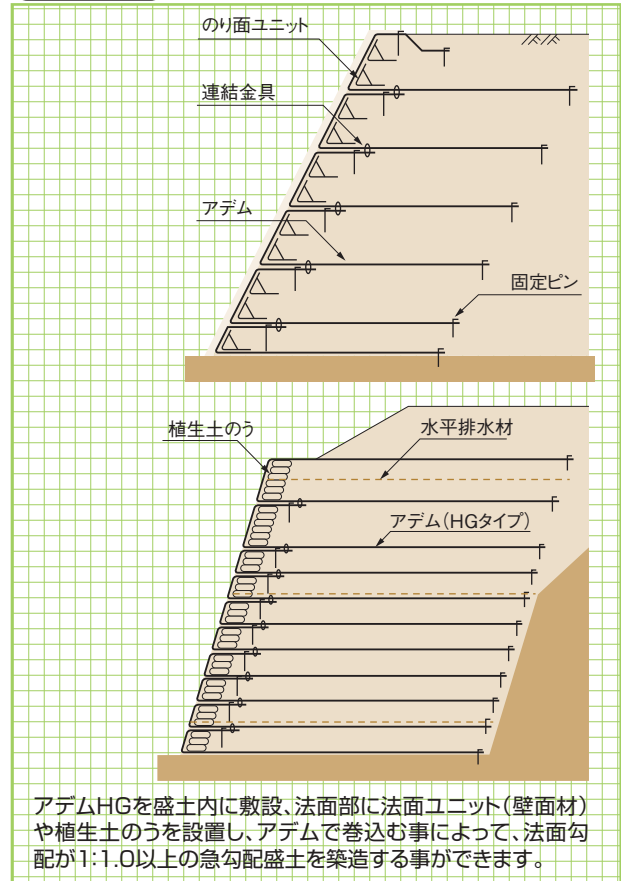 のり面ユニット
連結金具
アデム
固定ピン
植生土のう
水平排水材
アデム(HGタイプ)
アデムHGを盛土内に敷設、法面部に法面ユニット(壁面材)
や植生土のうを設置し、アデムで巻込む事によって、法面勾
配が1:1.0以上の急勾配盛土を築造する事ができます。